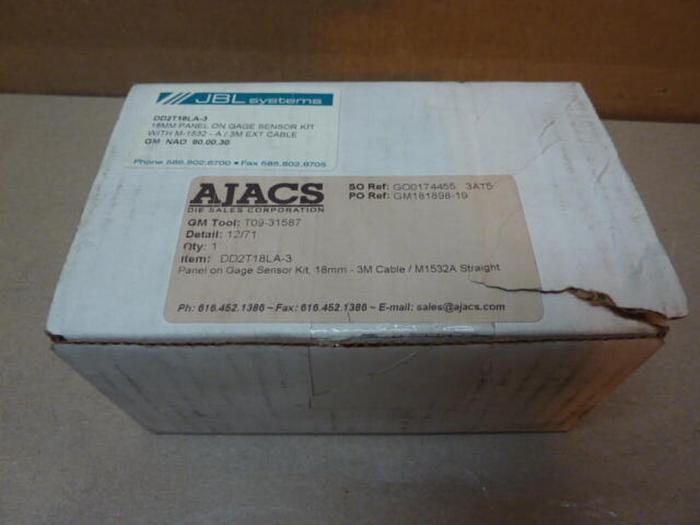 JBL systems
DD2T18LA-3
18MM PANEL ON GAGE SENSOR KIT
WITH M-1532 - A / 3M EXT CABLE
GM NAO 90.00.30
Phone 586.802.6700 • Fax 586.802.6705
AJACS
DIE SALES CORPORATION
SO Ref: GO0174455 3AT5
PO Ref: GM181898-19
GM Tool: T09-31587
Detail: 12/71
Qty: 1
Item: DD2T18LA-3
Panel on Gage Sensor Kit, 18mm - 3M Cable / M1532A Straight
Ph: 616.452.1386 ~ Fax: 616.452.1386 ~ E-mail: sales@ajacs.com